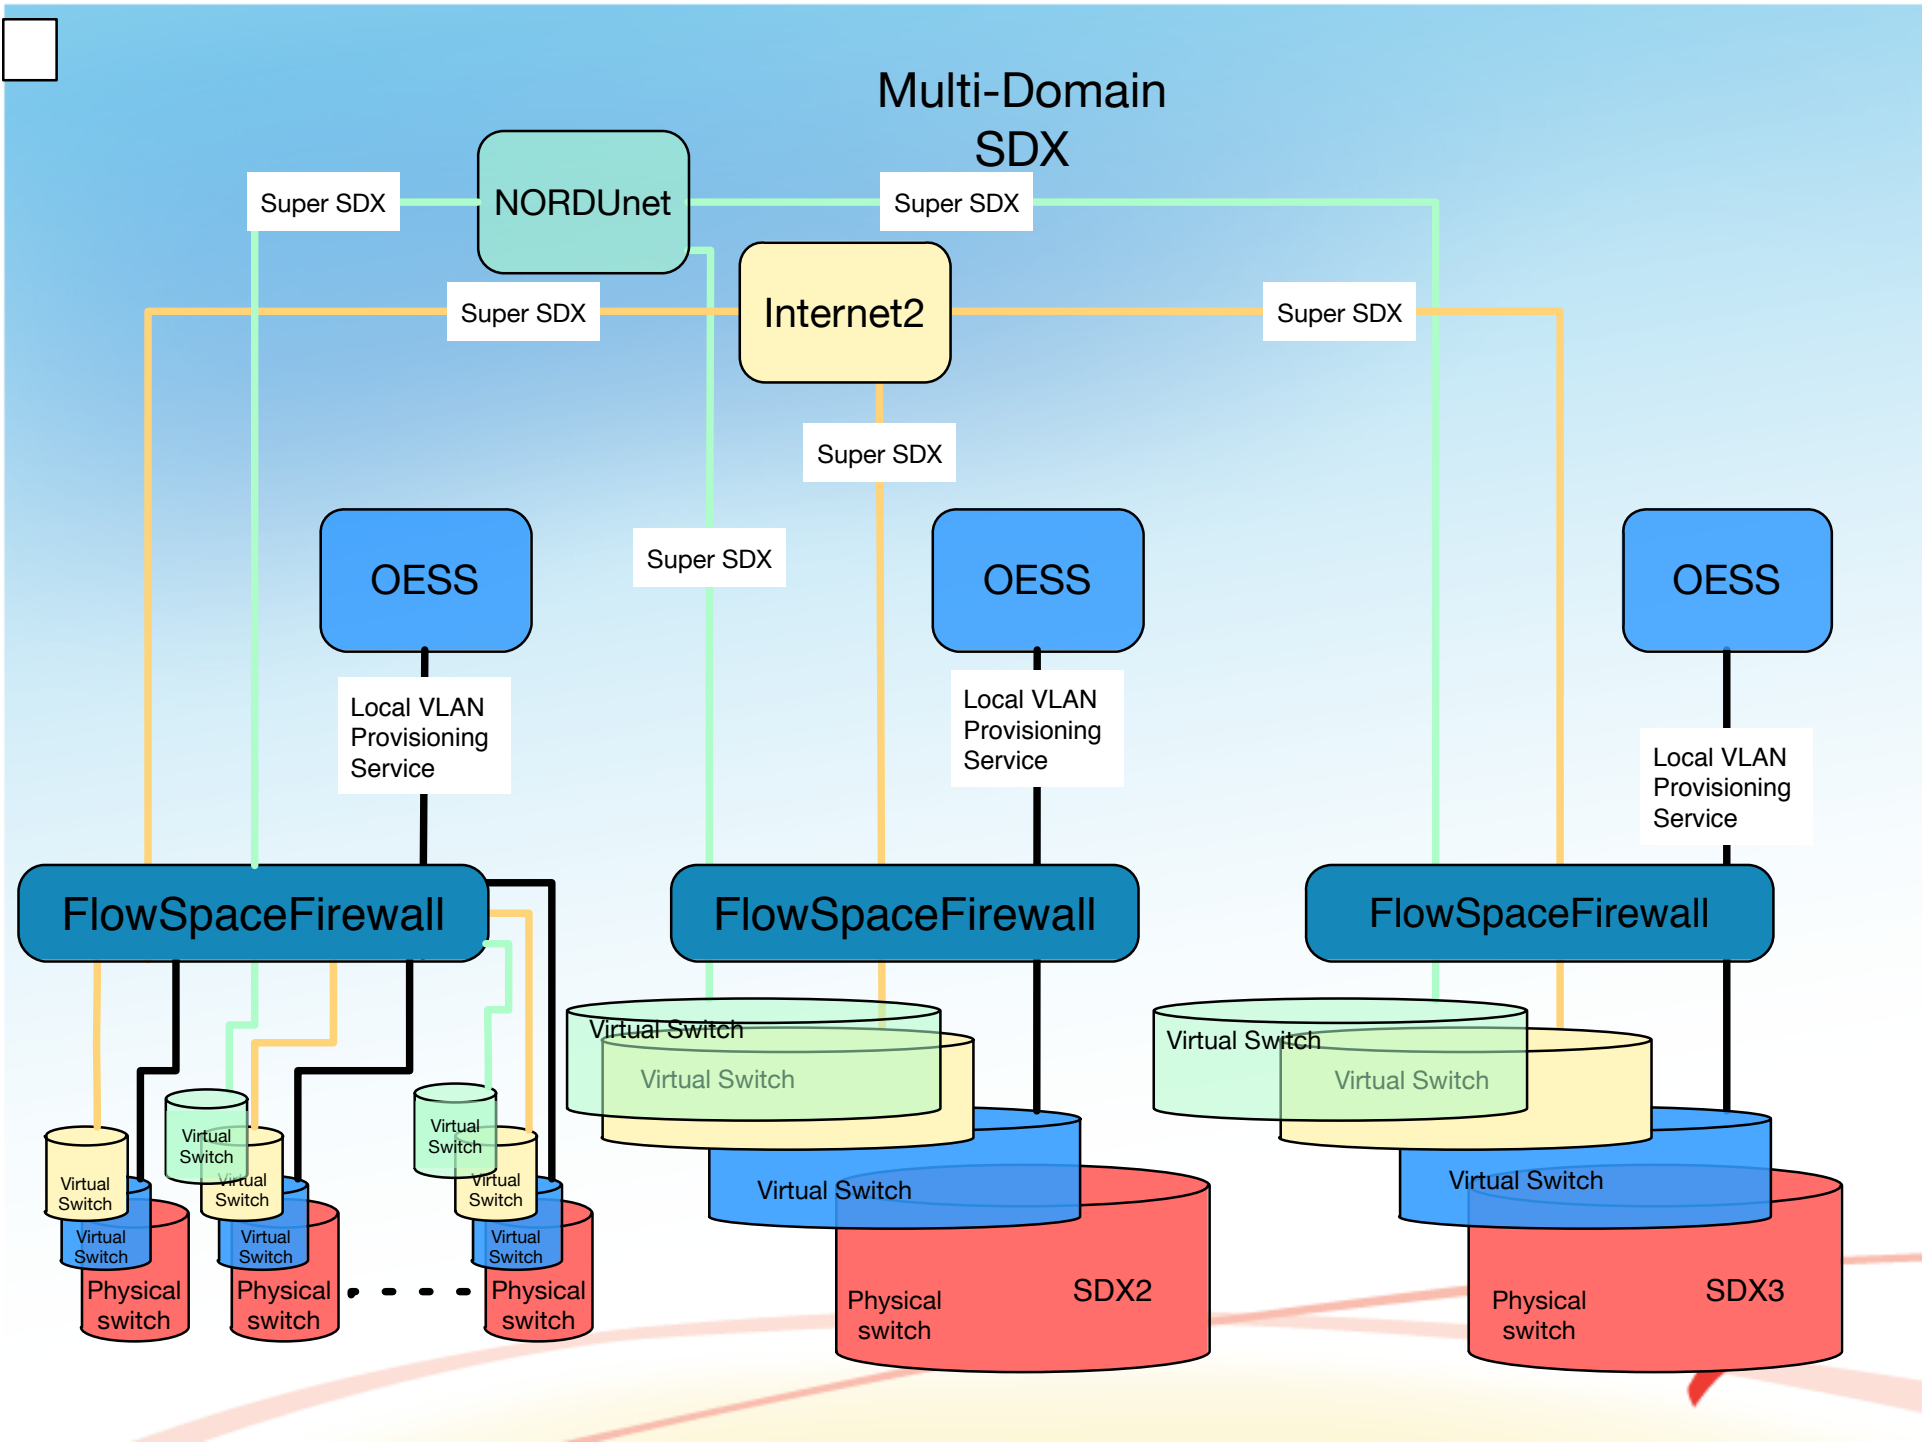 Multi-Domain
SDX
NORDUnet
Super SDX
Super SDX
Internet2
Super SDX
Super SDX
Super SDX
Super SDX
OESS
OESS
OESS
Local VLAN
Provisioning
Service
Local VLAN
Provisioning
Service
Local VLAN
Provisioning
Service
FlowSpaceFirewall
FlowSpaceFirewall
FlowSpaceFirewall
Virtual Switch
Virtual Switch
Virtual Switch
Virtual Switch
Virtual
Switch
Virtual
Switch
Virtual
Switch
Virtual
Switch
Virtual
Switch
Virtual Switch
Virtual Switch
Virtual
Switch
Virtual
Switch
Virtual
Switch
Physical
switch
Physical
switch
Physical
switch
Physical
switch
SDX2
Physical
switch
SDX3